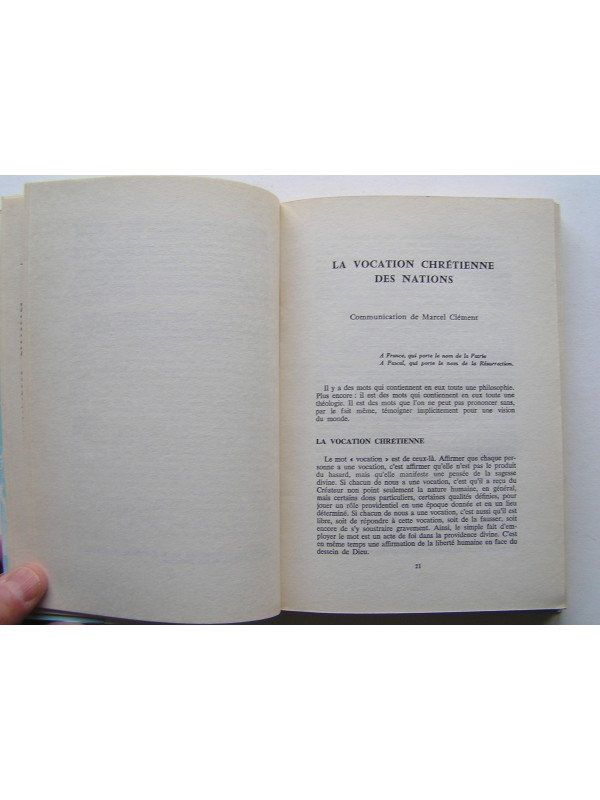 LA VOCATION CHRÉTIENNE
DES NATIONS
Communication de Marcel Clément
A France, qui porte le nom de la Patrie
A Pascal, qui porte le nom de la Résurrection.
Il y a des mots qui contiennent en eux toute une philosophie.
Plus encore : il est des mots qui contiennent en eux toute une
théologie. Il est des mots que l'on ne peut pas prononcer sans,
par le fait même, témoigner implicitement pour une vision
du monde.
LA VOCATION CHRÉTIENNE
Le mot « vocation » est de ceux-là. Affirmer que chaque per-
sonne a une vocation, c'est affirmer qu'elle n'est pas le produit
du hasard, mais qu'elle manifeste une pensée de la sagesse
divine. Si chacun de nous a une vocation, c'est qu'il a reçu du
Créateur non point seulement la nature humaine, en général,
mais certains dons particuliers, certaines qualités définies, pour
jouer un rôle providentiel en une époque donnée et en un lieu
déterminé. Si chacun de nous a une vocation, c'est aussi qu'il est
libre, soit de répondre à cette vocation, soit de la fausser, soit
encore de s'y soustraire gravement. Ainsi, le simple fait d'em-
ployer le mot est un acte de foi dans la providence divine. C'est
en même temps une affirmation de la liberté humaine en face du
dessein de Dieu.
11